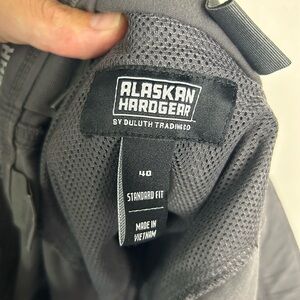 ALASKAN
HARDGEAR
BY DULUTH TRADING CO
40
STANDARD FIT
MADE IN
VIETNAM